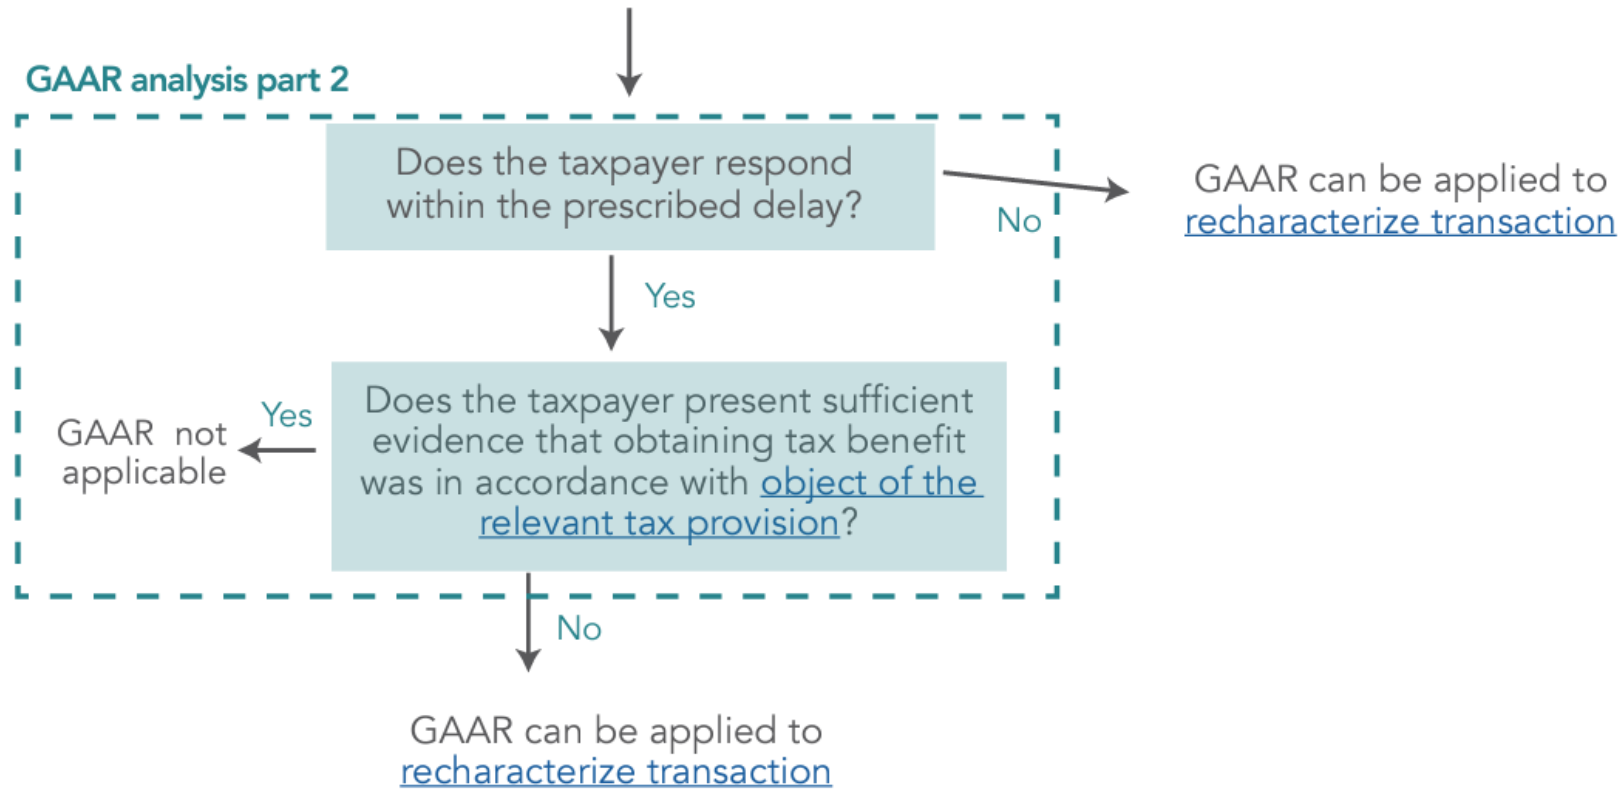 GAAR analysis part 2
Does the taxpayer respond
within the prescribed delay?
No
GAAR can be applied to
recharacterize transaction
Yes
Does the taxpayer present sufficient
evidence that obtaining tax benefit
was in accordance with object of the
relevant tax provision?
Yes
GAAR not
applicable
No
GAAR can be applied to
recharacterize transaction